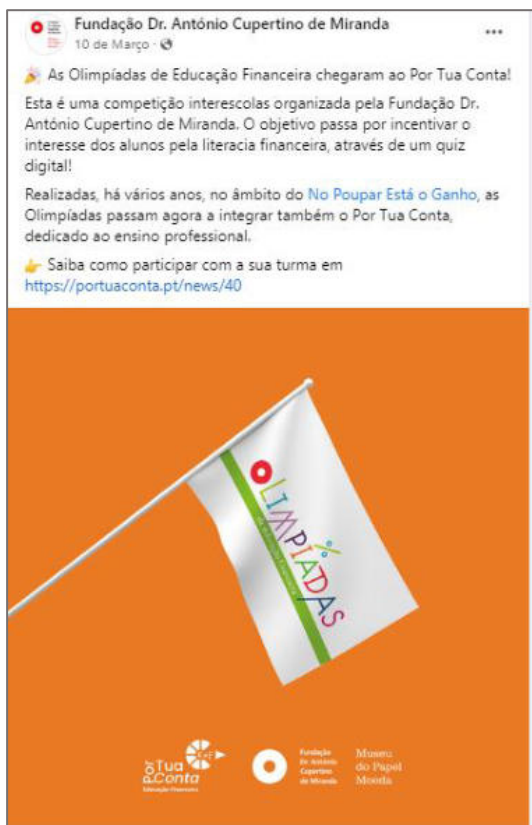 Fundação Dr. António Cupertino de Miranda
10 de Março ·
As Olimpíadas de Educação Financeira chegaram ao Por Tua Conta!
Esta é uma competição interescolas organizada pela Fundação Dr.
António Cupertino de Miranda. O objetivo passa por incentivar o
interesse dos alunos pela literacia financeira, através de um quiz
digital!
Realizadas, há vários anos, no âmbito do No Poupar Está o Ganho, as
Olimpíadas passam agora a integrar também o Por Tua Conta,
dedicado ao ensino professional.
Saiba como participar com a sua turma em
https://portuaconta.pt/news/40
OLIMPÍADAS
da educação financeira
Por
Tua
Conta
Educação Financeira
Fundação
Dr. António
Cupertino
de Miranda
Museu
do Papel
Moeda